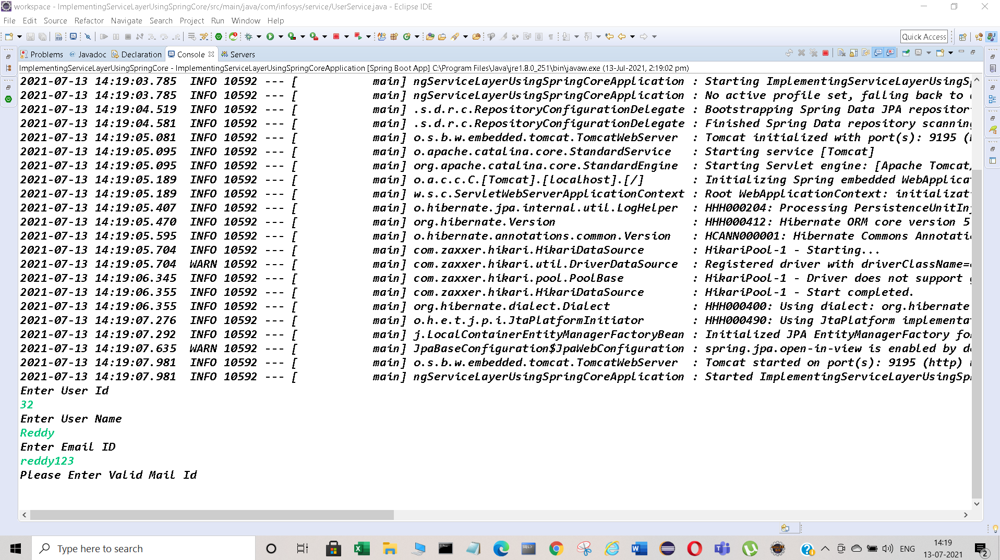 workspace - ImplementingServiceLayerUsingSpringCore/src/main/java/com/infosys/service/UserService.java - Eclipse IDE
File Edit Source Refactor Navigate Search Project Run Window Help
Quick Access
Problems @ Javadoc Declaration Console Servers
ImplementingServiceLayerUsingSpringCore - ImplementingServiceLayerUsingSpringCoreApplication [Spring Boot App] C:\Program Files\Java\jre1.8.0_251\bin\javaw.exe (13-Jul-2021, 2:19:02 pm)
2021-07-13 14:19:03.785 INFO 10592 --- [ main] ngServiceLayerUsingSpringCoreApplication : Starting ImplementingServiceLayerUsingSp
2021-07-13 14:19:03.785 INFO 10592 --- [ main] ngServiceLayerUsingSpringCoreApplication : No active profile set, falling back to
2021-07-13 14:19:04.519 INFO 10592 --- [ main] .s.d.r.c.RepositoryConfigurationDelegate : Bootstrapping Spring Data JPA repositor
2021-07-13 14:19:04.581 INFO 10592 --- [ main] .s.d.r.c.RepositoryConfigurationDelegate : Finished Spring Data repository scanning
2021-07-13 14:19:05.081 INFO 10592 --- [ main] o.s.b.w.embedded.tomcat.TomcatWebServer : Tomcat initialized with port(s): 9195 (
2021-07-13 14:19:05.095 INFO 10592 --- [ main] o.apache.catalina.core.StandardService : Starting service [Tomcat]
2021-07-13 14:19:05.095 INFO 10592 --- [ main] org.apache.catalina.core.StandardEngine : Starting Servlet engine: [Apache Tomcat/
2021-07-13 14:19:05.189 INFO 10592 --- [ main] o.a.c.c.C.[Tomcat].[localhost].[/] : Initializing Spring embedded WebApplicat
2021-07-13 14:19:05.189 INFO 10592 --- [ main] w.s.c.ServletWebServerApplicationContext : Root WebApplicationContext: initializat
2021-07-13 14:19:05.407 INFO 10592 --- [ main] o.hibernate.jpa.internal.util.LogHelper : HHH000204: Processing PersistenceUnitInf
2021-07-13 14:19:05.470 INFO 10592 --- [ main] org.hibernate.Version : HHH000412: Hibernate ORM core version 5
2021-07-13 14:19:05.595 INFO 10592 --- [ main] o.hibernate.annotations.common.Version : HCANN000001: Hibernate Commons Annotatio
2021-07-13 14:19:05.704 INFO 10592 --- [ main] com.zaxxer.hikari.HikariDataSource : HikariPool-1 - Starting...
2021-07-13 14:19:05.704 WARN 10592 --- [ main] com.zaxxer.hikari.util.DriverDataSource : Registered driver with driverClassName=
2021-07-13 14:19:06.345 INFO 10592 --- [ main] com.zaxxer.hikari.pool.PoolBase : HikariPool-1 - Driver does not support
2021-07-13 14:19:06.355 INFO 10592 --- [ main] com.zaxxer.hikari.HikariDataSource : HikariPool-1 - Start completed.
2021-07-13 14:19:06.355 INFO 10592 --- [ main] org.hibernate.dialect.Dialect : HHH000400: Using dialect: org.hibernate
2021-07-13 14:19:07.276 INFO 10592 --- [ main] o.h.e.t.j.p.i.JtaPlatformInitiator : HHH000490: Using JtaPlatform implementat
2021-07-13 14:19:07.292 INFO 10592 --- [ main] j.LocalContainerEntityManagerFactoryBean : Initialized JPA EntityManagerFactory fo
2021-07-13 14:19:07.635 WARN 10592 --- [ main] JpaBaseConfiguration$JpaWebConfiguration : spring.jpa.open-in-view is enabled by de
2021-07-13 14:19:07.981 INFO 10592 --- [ main] o.s.b.w.embedded.tomcat.TomcatWebServer : Tomcat started on port(s): 9195 (http)
2021-07-13 14:19:07.981 INFO 10592 --- [ main] ngServiceLayerUsingSpringCoreApplication : Started ImplementingServiceLayerUsingSp
Enter User Id
32
Enter User Name
Reddy
Enter Email ID
reddy123
Please Enter Valid Mail Id
Type here to search
ENG
14:19
13-07-2021
2